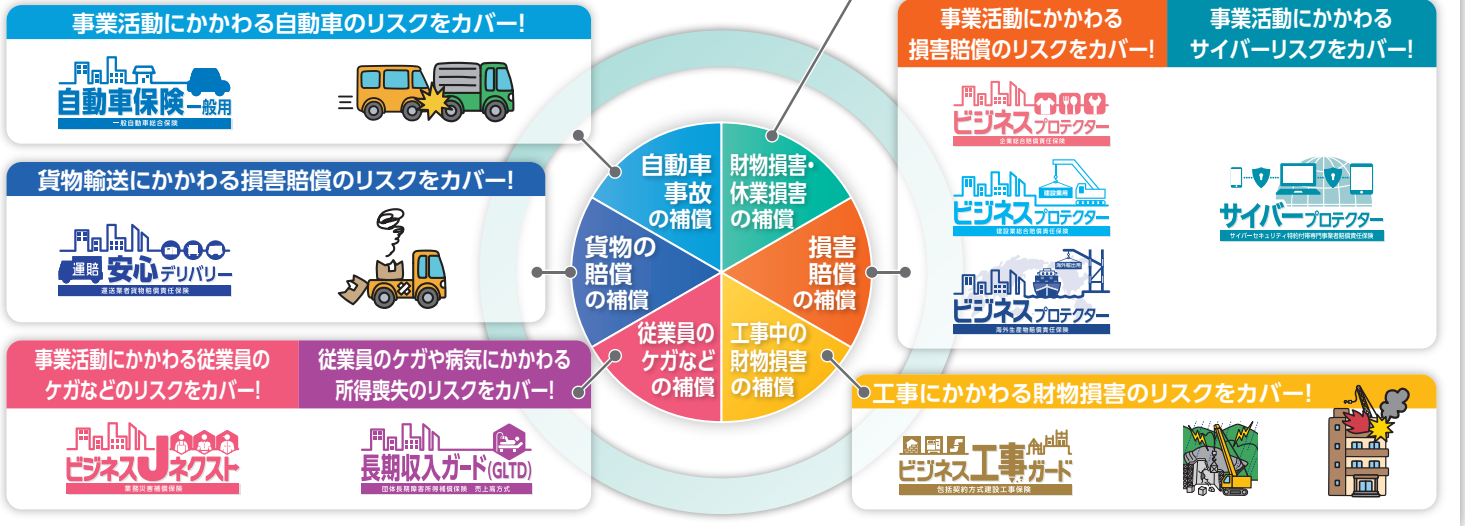 事業活動にかかわる自動車のリスクをカバー!
自動車保険 一般用
一般自動車総合保険
貨物輸送にかかわる損害賠償のリスクをカバー!
運賠 安心デリバリー
運送業者貨物賠償責任保険
事業活動にかかわる従業員の
ケガなどのリスクをカバー!
ビジネスJネクスト
業務災害補償保険
従業員のケガや病気にかかわる
所得喪失のリスクをカバー!
長期収入ガード(GLTD)
団体長期障害所得補償保険 売上高方式
自動車
事故
の補償
財物損害・
休業損害
の補償
貨物の
賠償
の補償
損害
賠償
の補償
従業員の
ケガなど
の補償
工事中の
財物損害
の補償
事業活動にかかわる
損害賠償のリスクをカバー!
ビジネスプロテクター
企業総合賠償責任保険
建設業用
ビジネスプロテクター
建設業総合賠償責任保険
海外輸出用
ビジネスプロテクター
海外生産物賠償責任保険
事業活動にかかわる
サイバーリスクをカバー!
サイバープロテクター
サイバーセキュリティ特約付帯専門事業者賠償責任保険
工事にかかわる財物損害のリスクをカバー!
ビジネス工事ガード
包括契約方式建設工事保険